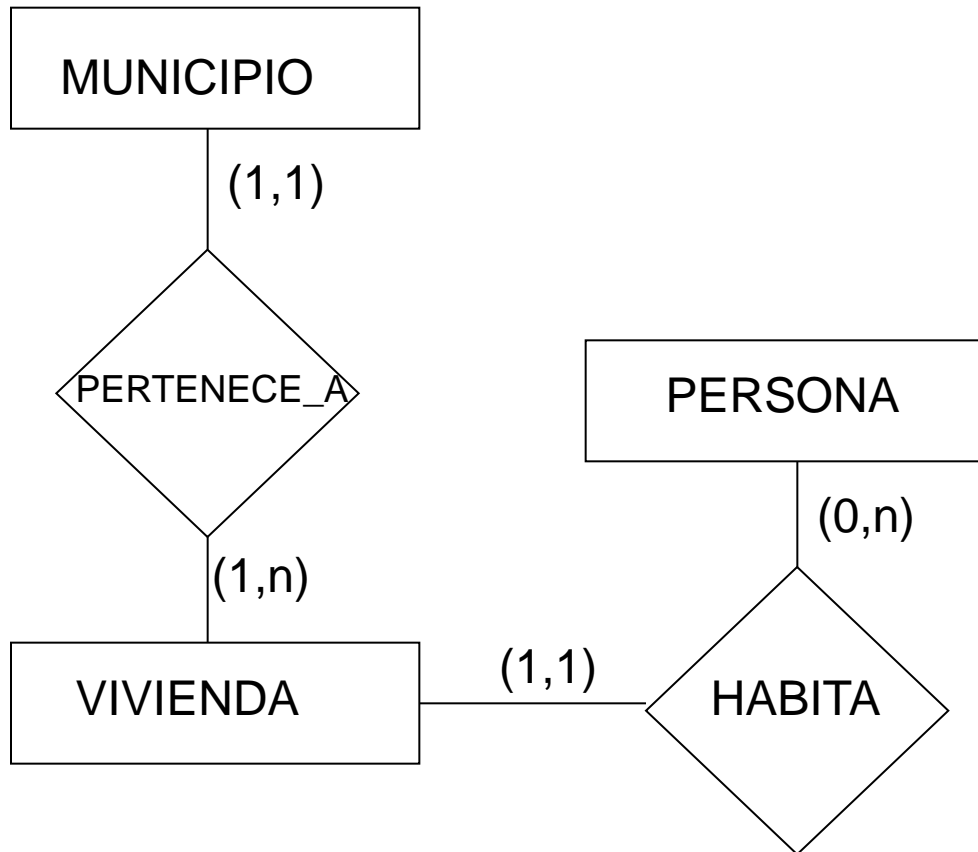 MUNICIPIO
(1,1)
PERTENECE_A
PERSONA
(0,n)
(1,n)
(1,1)
VIVIENDA
HABITA